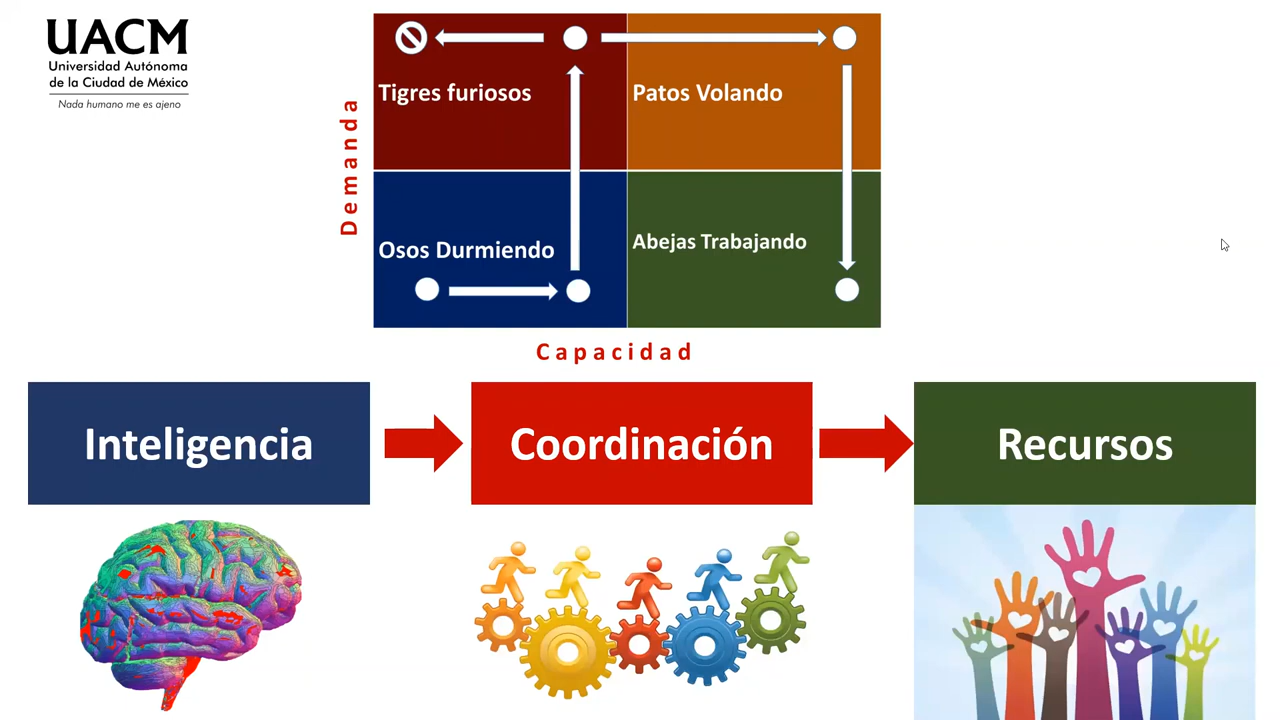 UACM
Universidad Autónoma
de la Ciudad de México
Nada humano me es ajeno
Demanda
Tigres furiosos
Patos Volando
Osos Durmiendo
Abejas Trabajando
Capacidad
Inteligencia
Coordinación
Recursos